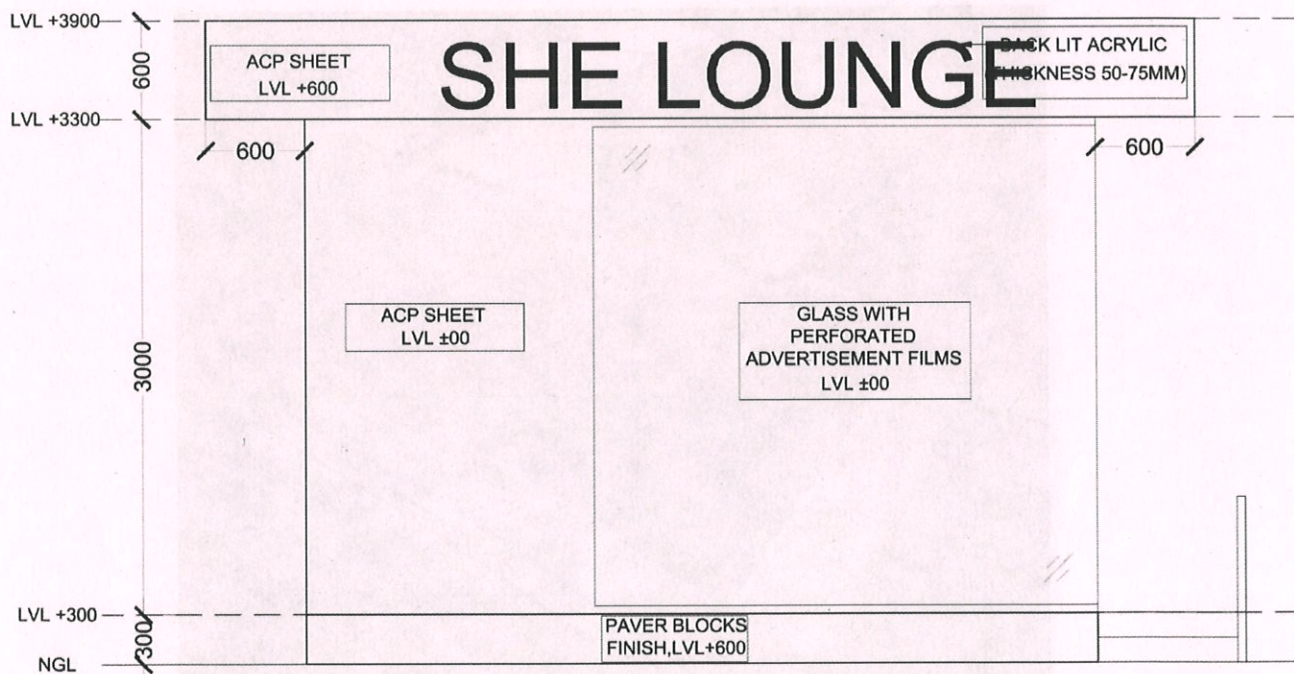 LVL +3900
600
ACP SHEET
LVL +600
SHE LOUNGE
BACK LIT ACRYLIC
(THICKNESS 50-75MM)
LVL +3300
600
600
3000
ACP SHEET
LVL ±00
GLASS WITH
PERFORATED
ADVERTISEMENT FILMS
LVL ±00
LVL +300
300
PAVER BLOCKS
FINISH,LVL+600
NGL